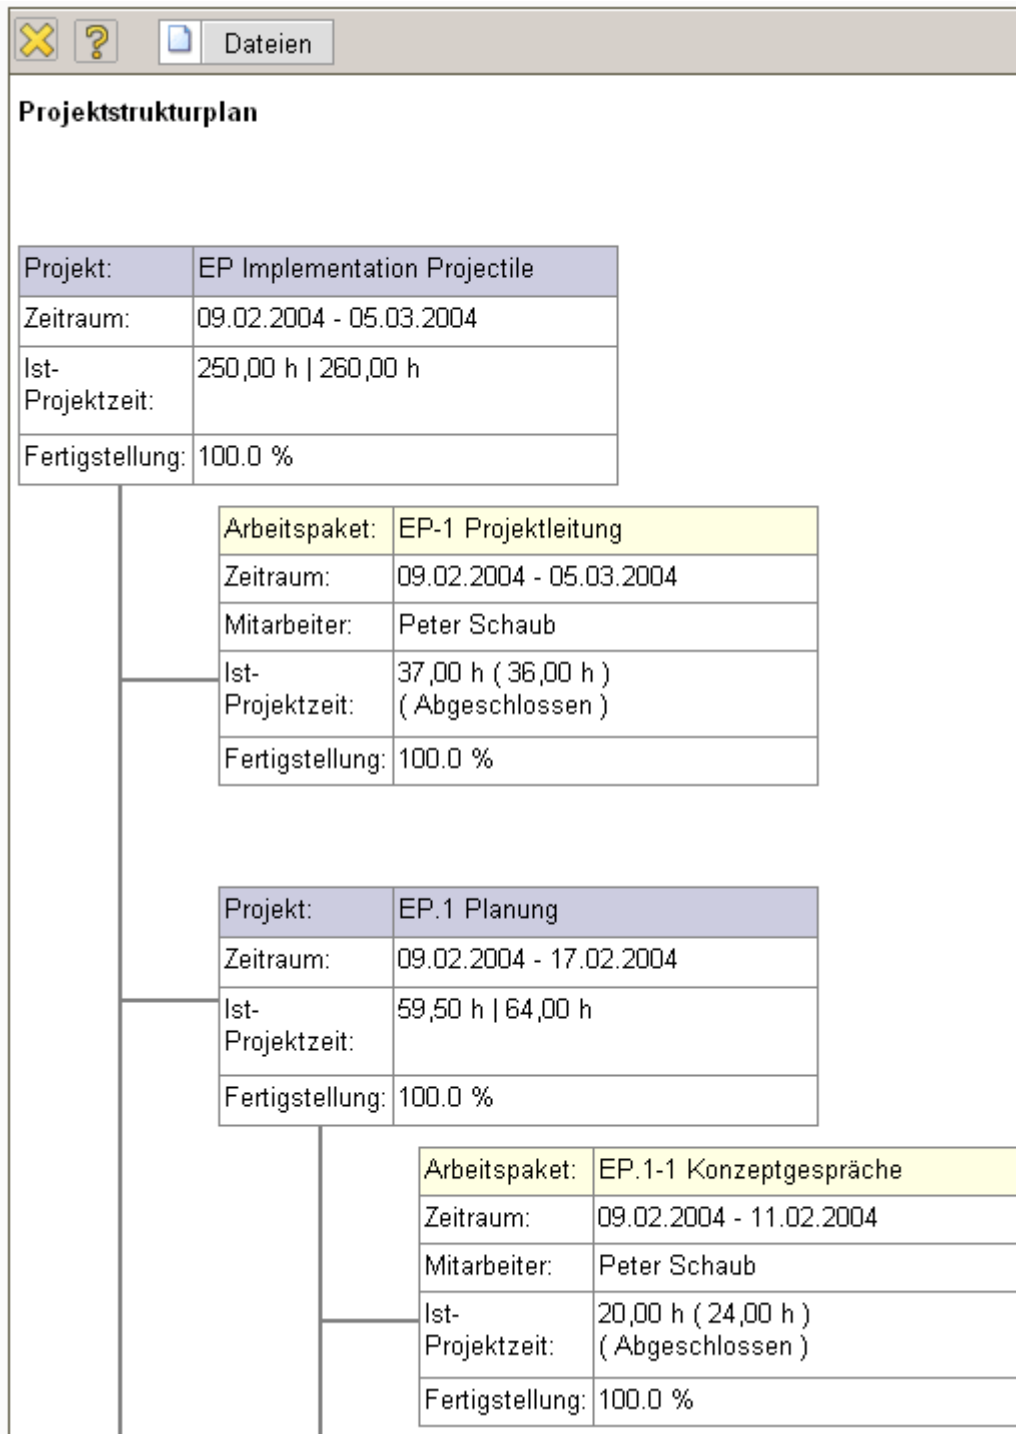 Dateien
Projektstrukturplan
Projekt: EP Implementation Projectile
Zeitraum: 09.02.2004 - 05.03.2004
Ist- 250,00 h | 260,00 h
Projektzeit:
Fertigstellung: 100.0 %
Arbeitspaket: EP-1 Projektleitung
Zeitraum: 09.02.2004 - 05.03.2004
Mitarbeiter: Peter Schaub
Ist- 37,00 h ( 36,00 h )
Projektzeit: ( Abgeschlossen )
Fertigstellung: 100.0 %
Projekt: EP.1 Planung
Zeitraum: 09.02.2004 - 17.02.2004
Ist- 59,50 h | 64,00 h
Projektzeit:
Fertigstellung: 100.0 %
Arbeitspaket: EP.1-1 Konzeptgespräche
Zeitraum: 09.02.2004 - 11.02.2004
Mitarbeiter: Peter Schaub
Ist- 20,00 h ( 24,00 h )
Projektzeit: ( Abgeschlossen )
Fertigstellung: 100.0 %